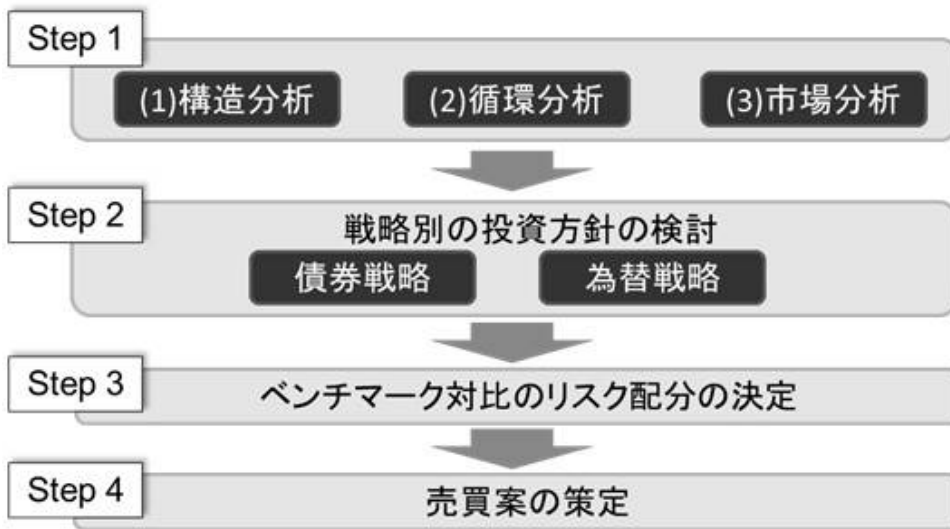 Step 1
(1)構造分析
(2)循環分析
(3)市場分析
Step 2
戦略別の投資方針の検討
債券戦略
為替戦略
Step 3
ベンチマーク対比のリスク配分の決定
Step 4
売買案の策定